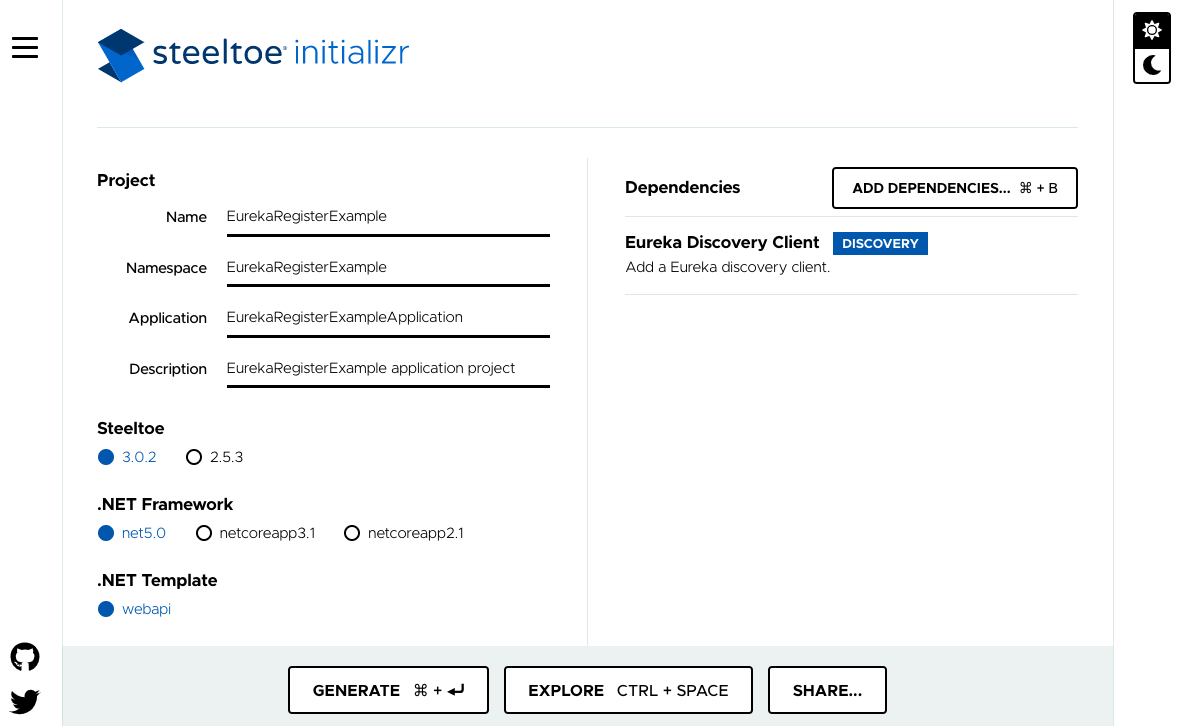 steeltoe® initializr
Project
Name EurekaRegisterExample
Namespace EurekaRegisterExample
Application EurekaRegisterExampleApplication
Description EurekaRegisterExample application project
Steeltoe
3.0.2 2.5.3
.NET Framework
net5.0 netcoreapp3.1 netcoreapp2.1
.NET Template
webapi
Dependencies ADD DEPENDENCIES... ⌘ + B
Eureka Discovery Client DISCOVERY
Add a Eureka discovery client.
GENERATE ⌘ + ⏎ EXPLORE CTRL + SPACE SHARE...